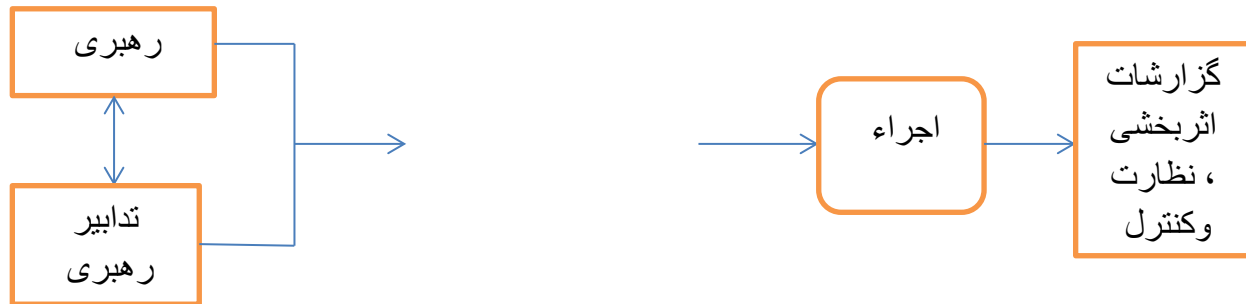 رهبری
تدابیر
رهبری
اجراء
گزارشات
اثربخشی
، نظارت
وکنترل